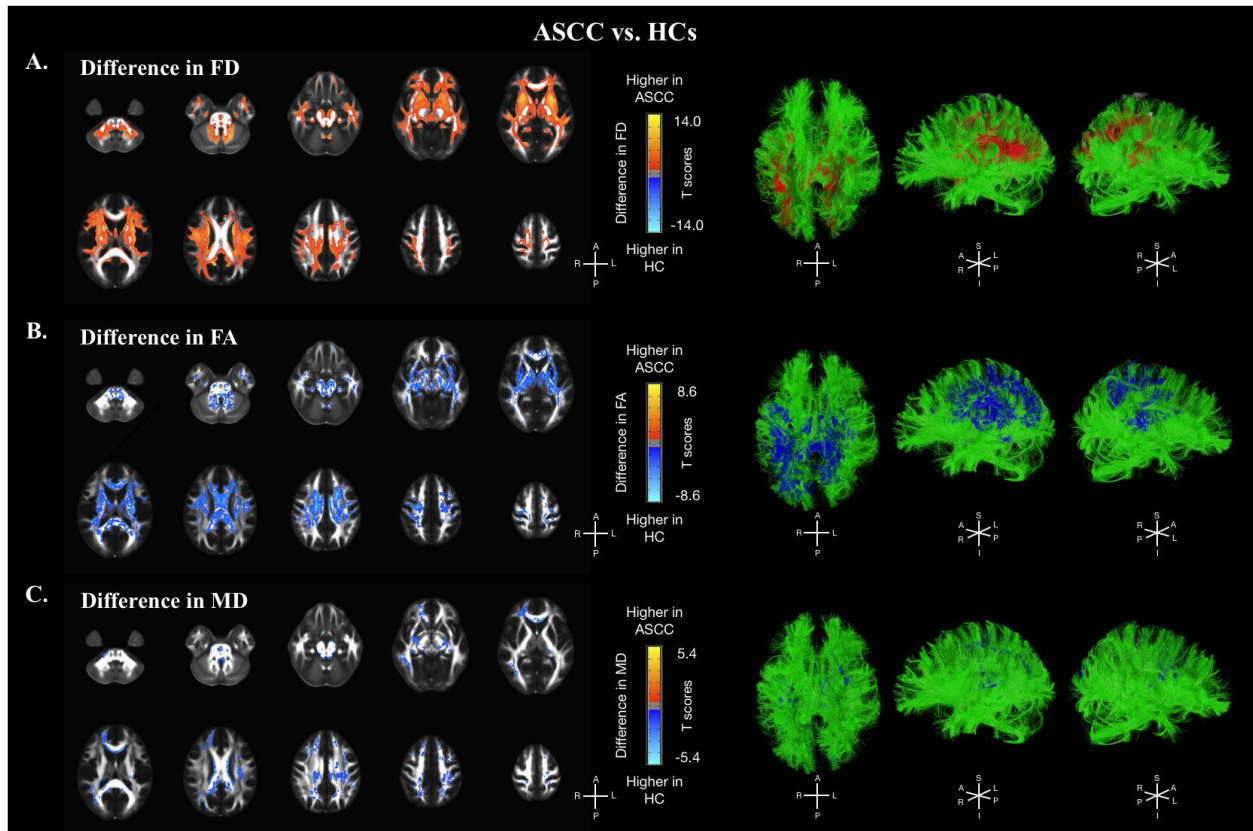 ASCC vs. HCs
A.
Difference in FD
Higher in
ASCC
Difference in FD
14.0
T scores
-14.0
Higher in
HC
A
R
L
P
A
R
L
P
S
A
L
R
P
I
S
R
A
P
L
I
B.
Difference in FA
Higher in
ASCC
Difference in FA
8.6
T scores
-8.6
Higher in
HC
A
R
L
P
A
R
L
P
S
A
L
R
P
I
S
R
A
P
L
I
C.
Difference in MD
Higher in
ASCC
Difference in MD
5.4
T scores
-5.4
Higher in
HC
A
R
L
P
A
R
L
P
S
A
L
R
P
I
S
R
A
P
L
I